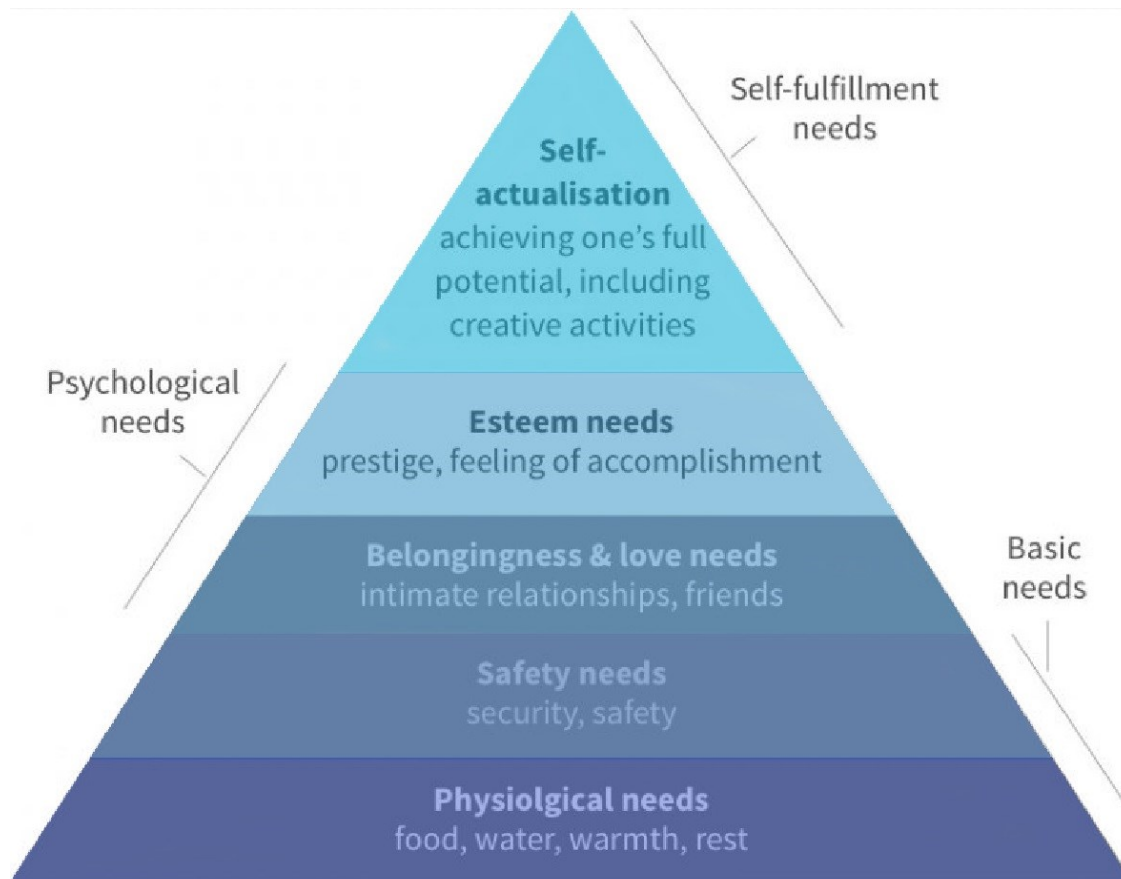 Self-fulfillment
needs
Self-
actualisation
achieving one's full
potential, including
creative activities
Psychological
needs
Esteem needs
prestige, feeling of accomplishment
Belongingness & love needs
intimate relationships, friends
Basic
needs
Safety needs
security, safety
Physiolgical needs
food, water, warmth, rest